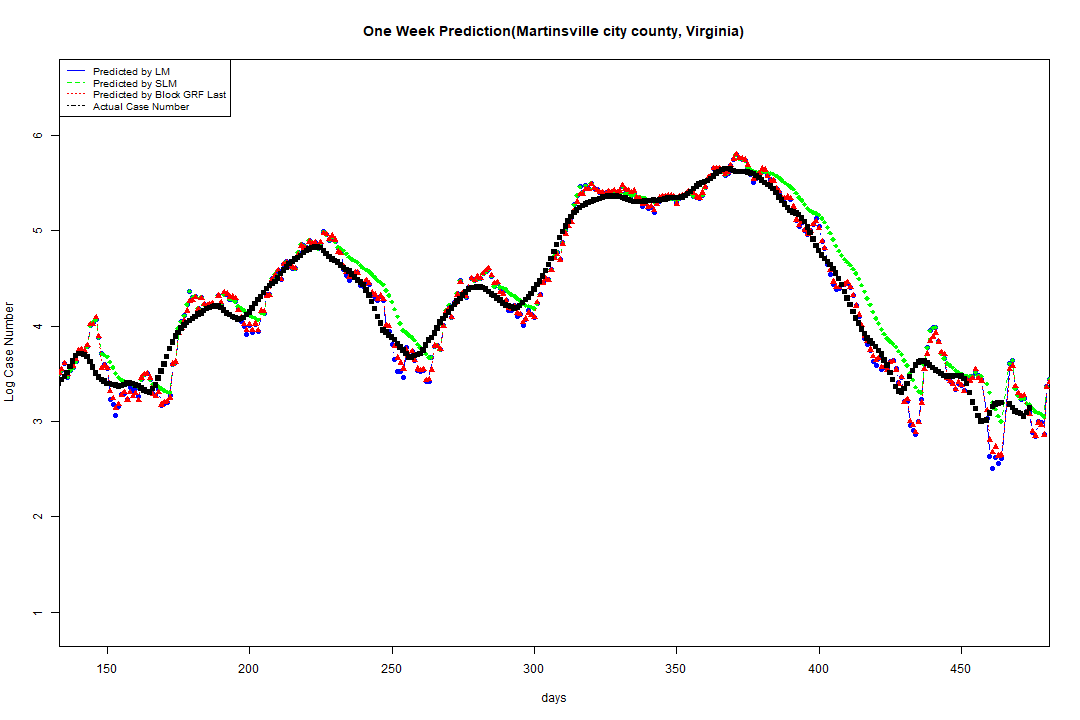 One Week Prediction(Martinsville city county, Virginia)
Predicted by LM
Predicted by SLM
Predicted by Block GRF Last
Actual Case Number
6
5
4
3
2
1
Log Case Number
150 200 250 300 350 400 450
days